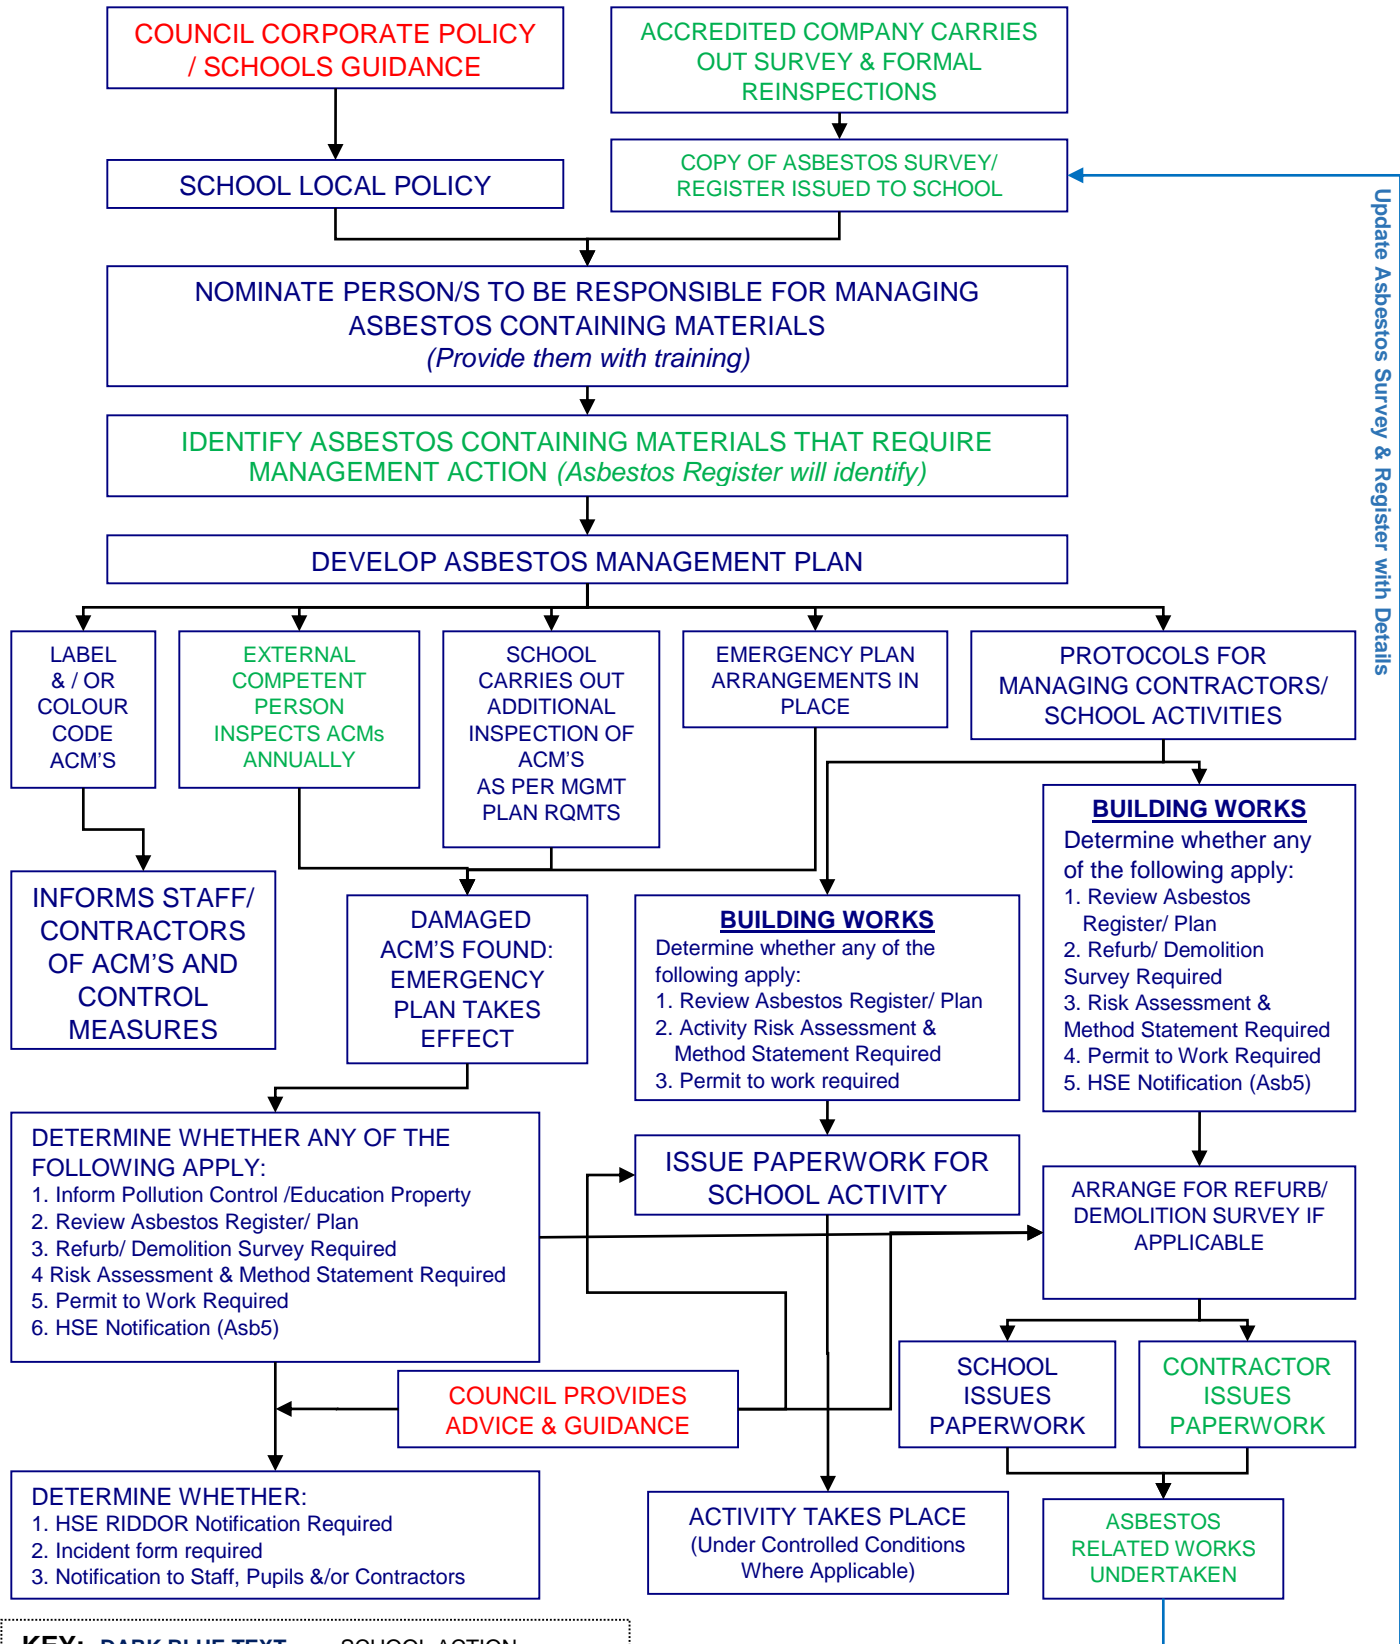 COUNCIL CORPORATE POLICY
/ SCHOOLS GUIDANCE
ACCREDITED COMPANY CARRIES
OUT SURVEY & FORMAL
REINSPECTIONS
SCHOOL LOCAL POLICY
COPY OF ASBESTOS SURVEY/
REGISTER ISSUED TO SCHOOL
Update Asbestos Survey & Register with Details
NOMINATE PERSON/S TO BE RESPONSIBLE FOR MANAGING
ASBESTOS CONTAINING MATERIALS
(Provide them with training)
IDENTIFY ASBESTOS CONTAINING MATERIALS THAT REQUIRE
MANAGEMENT ACTION (Asbestos Register will identify)
DEVELOP ASBESTOS MANAGEMENT PLAN
LABEL
& / OR
COLOUR
CODE
ACM'S
EXTERNAL
COMPETENT
PERSON
INSPECTS ACMs
ANNUALLY
SCHOOL
CARRIES OUT
ADDITIONAL
INSPECTION OF
ACM'S
AS PER MGMT
PLAN RQMTS
EMERGENCY PLAN
ARRANGEMENTS IN
PLACE
PROTOCOLS FOR
MANAGING CONTRACTORS/
SCHOOL ACTIVITIES
INFORMS STAFF/
CONTRACTORS
OF ACM'S AND
CONTROL
MEASURES
DAMAGED
ACM'S FOUND:
EMERGENCY
PLAN TAKES
EFFECT
BUILDING WORKS
Determine whether any of the
following apply:
1. Review Asbestos Register/ Plan
2. Activity Risk Assessment &
Method Statement Required
3. Permit to work required
BUILDING WORKS
Determine whether any
of the following apply:
1. Review Asbestos
Register/ Plan
2. Refurb/ Demolition
Survey Required
3. Risk Assessment &
Method Statement Required
4. Permit to Work Required
5. HSE Notification (Asb5)
DETERMINE WHETHER ANY OF THE
FOLLOWING APPLY:
1. Inform Pollution Control /Education Property
2. Review Asbestos Register/ Plan
3. Refurb/ Demolition Survey Required
4 Risk Assessment & Method Statement Required
5. Permit to Work Required
6. HSE Notification (Asb5)
ISSUE PAPERWORK FOR
SCHOOL ACTIVITY
ARRANGE FOR REFURB/
DEMOLITION SURVEY IF
APPLICABLE
COUNCIL PROVIDES
ADVICE & GUIDANCE
SCHOOL
ISSUES
PAPERWORK
CONTRACTOR
ISSUES
PAPERWORK
DETERMINE WHETHER:
1. HSE RIDDOR Notification Required
2. Incident form required
3. Notification to Staff, Pupils &/or Contractors
ACTIVITY TAKES PLACE
(Under Controlled Conditions
Where Applicable)
ASBESTOS
RELATED WORKS
UNDERTAKEN
KEY: DARK BLUE TEXT SCHOOL ACTION